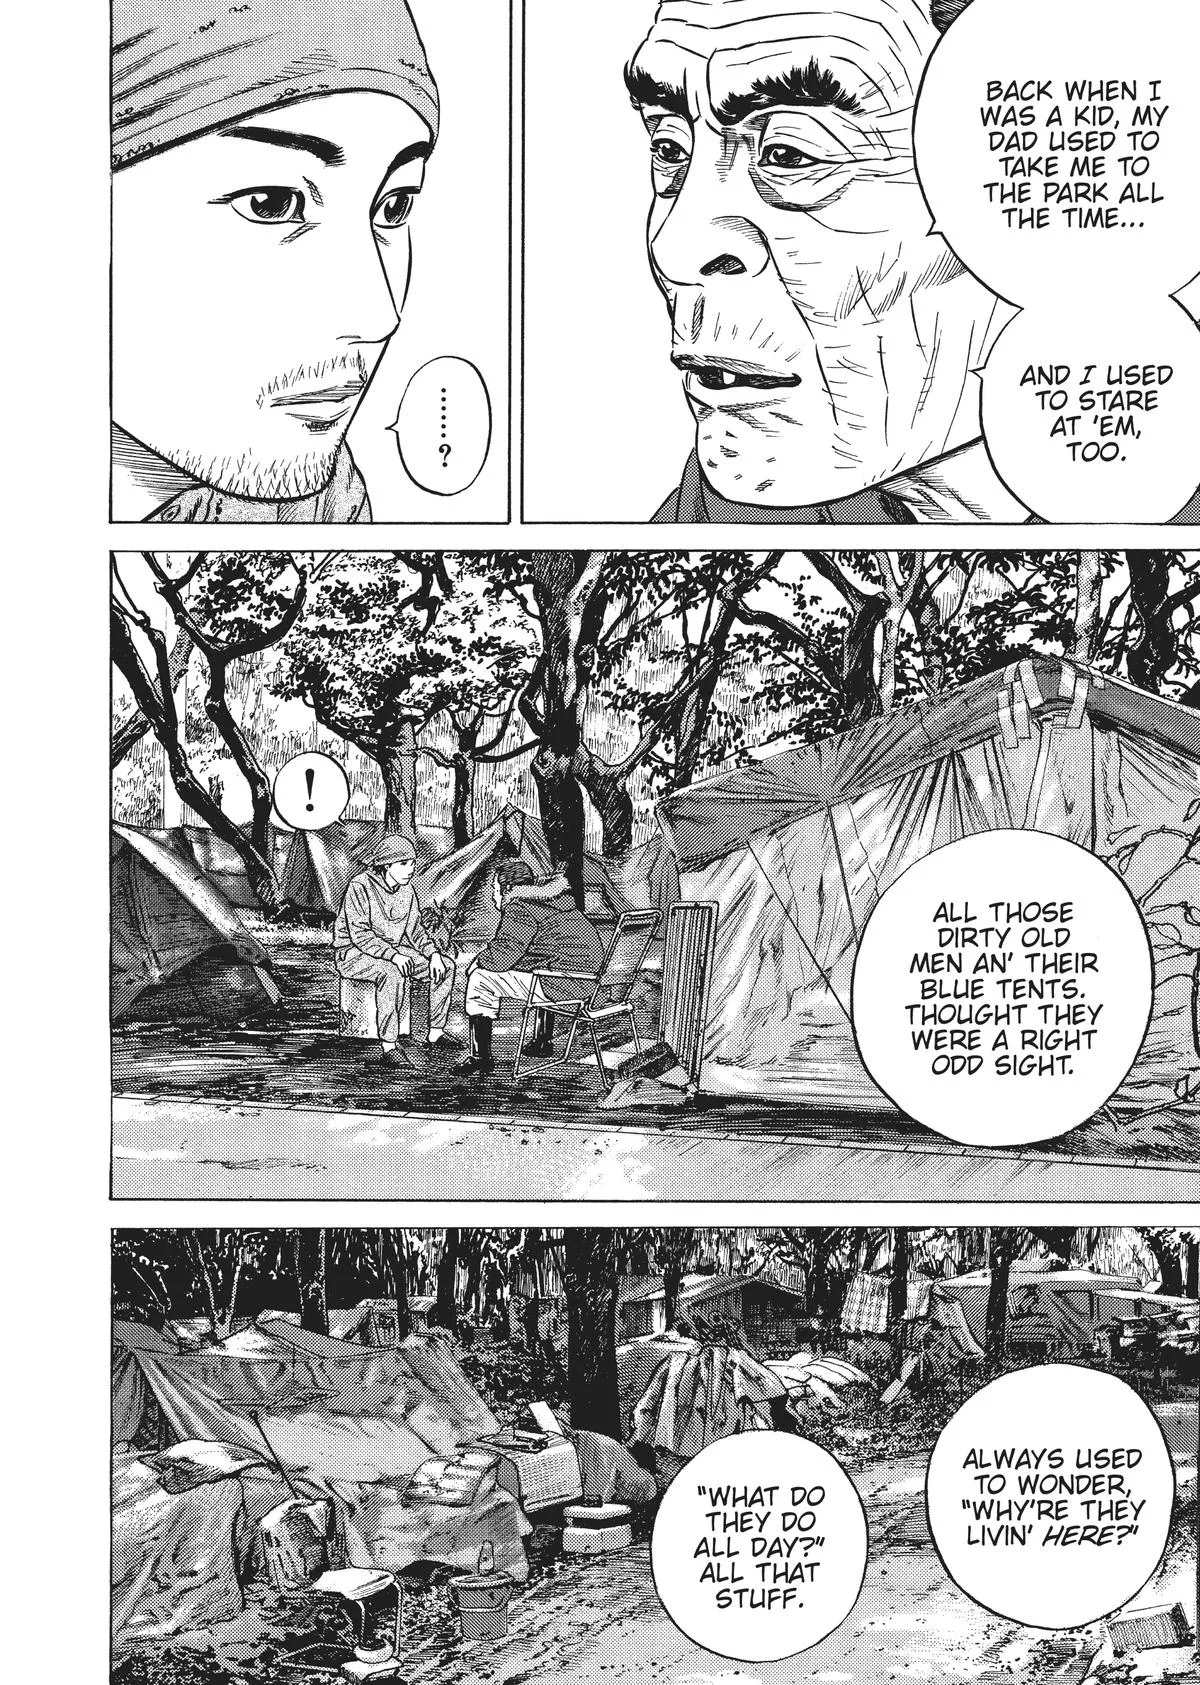 BACK WHEN I
WAS A KID, MY
DAD USED TO
TAKE ME TO
THE PARK ALL
THE TIME...
AND I USED
TO STARE
AT 'EM,
TOO.
......?
!
ALL THOSE
DIRTY OLD
MEN AN' THEIR
BLUE TENTS.
THOUGHT THEY
WERE A RIGHT
ODD SIGHT.
ALWAYS USED
TO WONDER,
"WHY'RE THEY
LIVIN' HERE?"
"WHAT DO
THEY DO
ALL DAY?"
ALL THAT
STUFF.